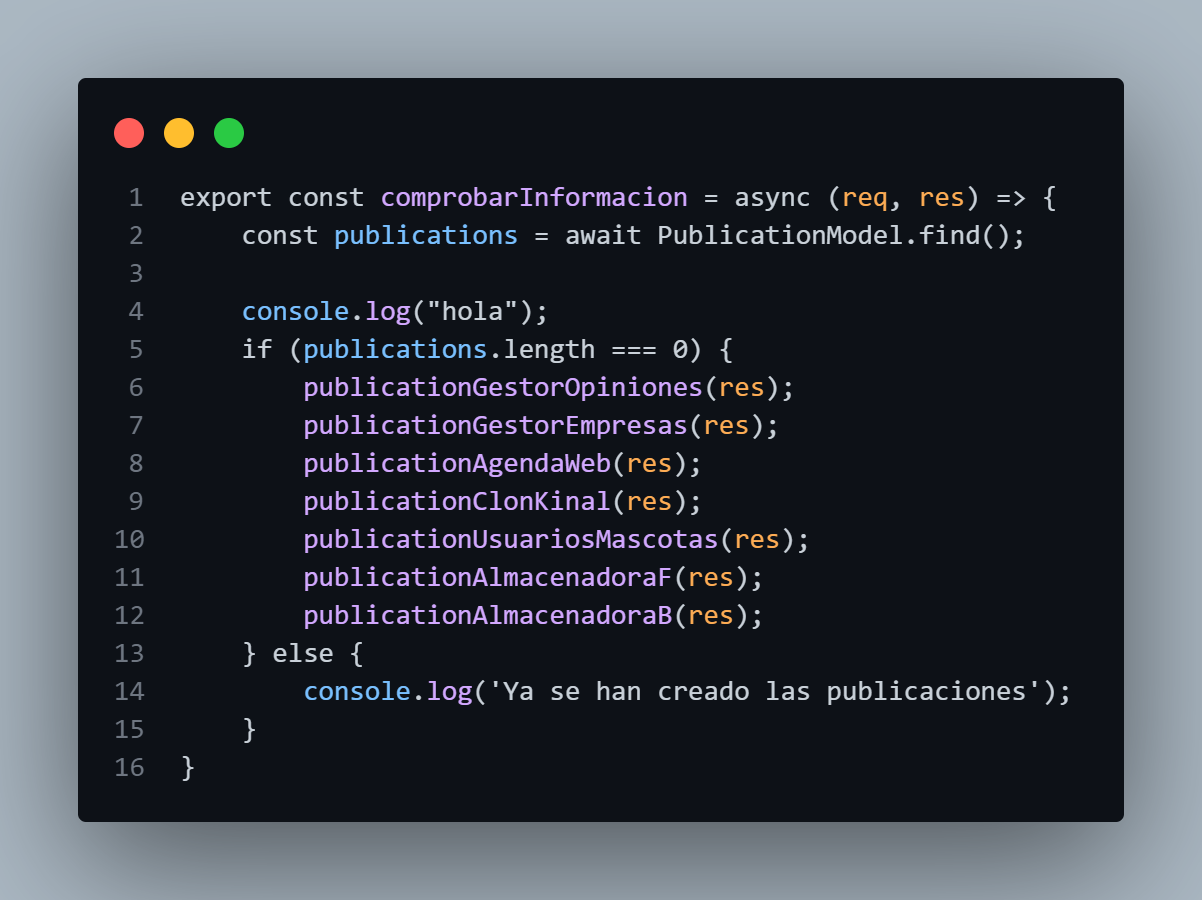 1 export const comprobarInformacion = async (req, res) => {
2     const publications = await PublicationModel.find();
3
4     console.log("hola");
5     if (publications.length === 0) {
6         publicationGestorOpiniones(res);
7         publicationGestorEmpresas(res);
8         publicationAgendaWeb(res);
9         publicationClonKinal(res);
10         publicationUsuariosMascotas(res);
11         publicationAlmacenadoraF(res);
12         publicationAlmacenadoraB(res);
13     } else {
14         console.log('Ya se han creado las publicaciones');
15     }
16 }